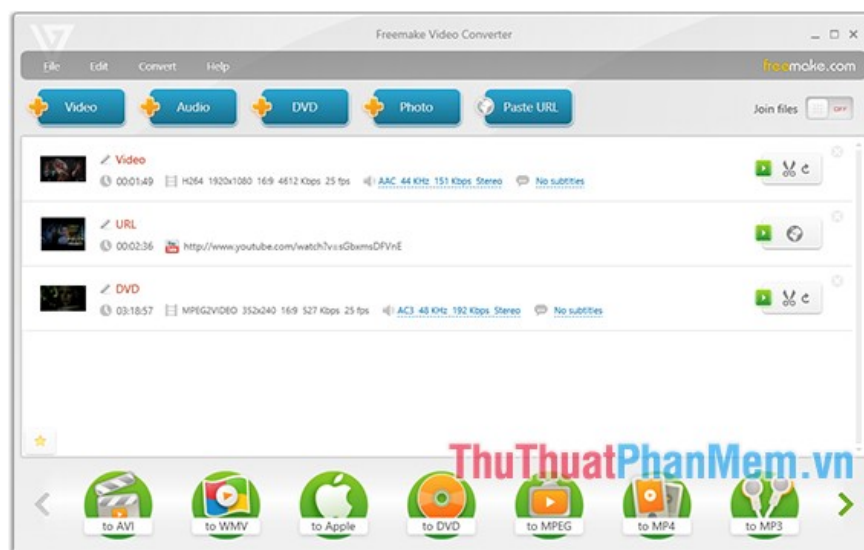 Freemake Video Converter
File Edit Convert Help
freemake.com
Video Audio DVD Photo Paste URL
Join files OFF
Video
00:01:49 H264 1920x1080 16:9 4612 Kbps 25 fps AAC 44 KHz 151 Kbps Stereo No subtitles
URL
00:02:36 http://www.youtube.com/watch?v=sGbxmsDFVnE
DVD
03:18:57 MPEG2VIDEO 352x240 16:9 527 Kbps 25 fps AC3 48 KHz 192 Kbps Stereo No subtitles
ThuThuatPhanMem.vn
to AVI to WMV to Apple to DVD to MPEG to MP4 to MP3